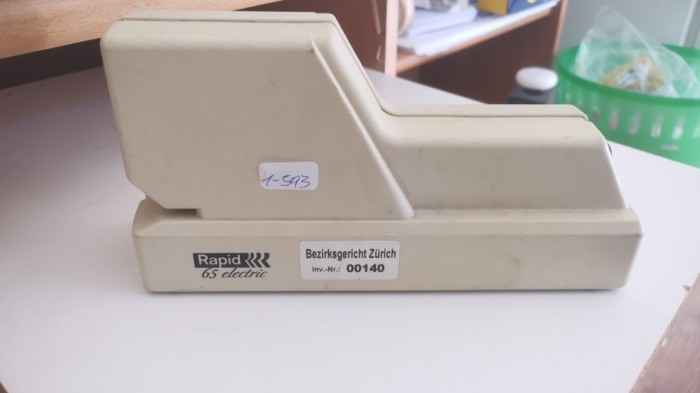 1-593
Rapid
65 electric
Bezirksgericht Zürich
Inv.-Nr.: 00140